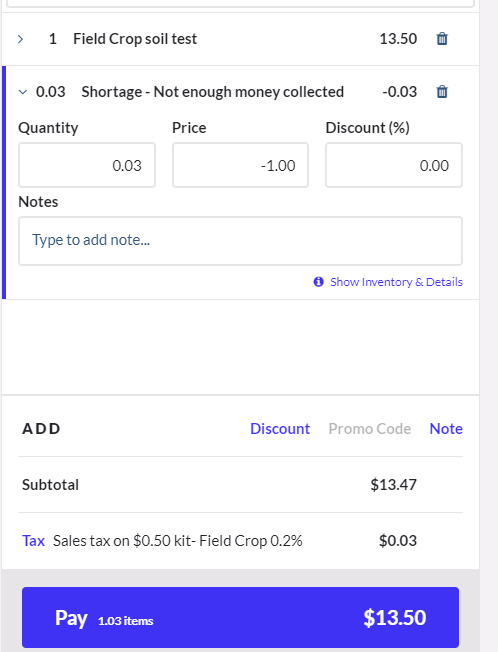 1 Field Crop soil test 13.50
0.03 Shortage - Not enough money collected -0.03
Quantity Price Discount (%)
0.03 -1.00 0.00
Notes
Type to add note...
Show Inventory & Details
ADD Discount Promo Code Note
Subtotal $13.47
Tax Sales tax on $0.50 kit- Field Crop 0.2% $0.03
Pay 1.03 items $13.50